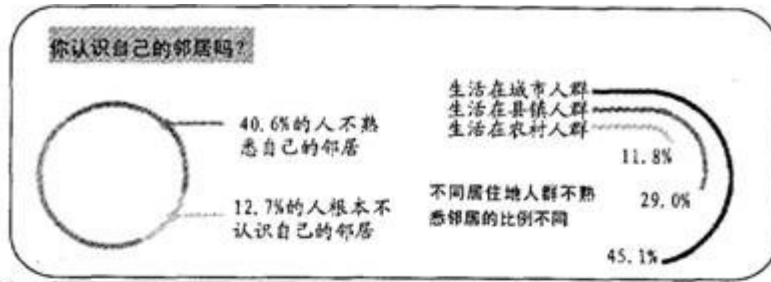 你认识自己的邻居吗?
40.6%的人不熟
悉自己的邻居
12.7%的人根本不
认识自己的邻居
生活在城市人群
生活在县镇人群
生活在农村人群
11.8%
29.0%
45.1%
不同居住地人群不熟
悉邻居的比例不同